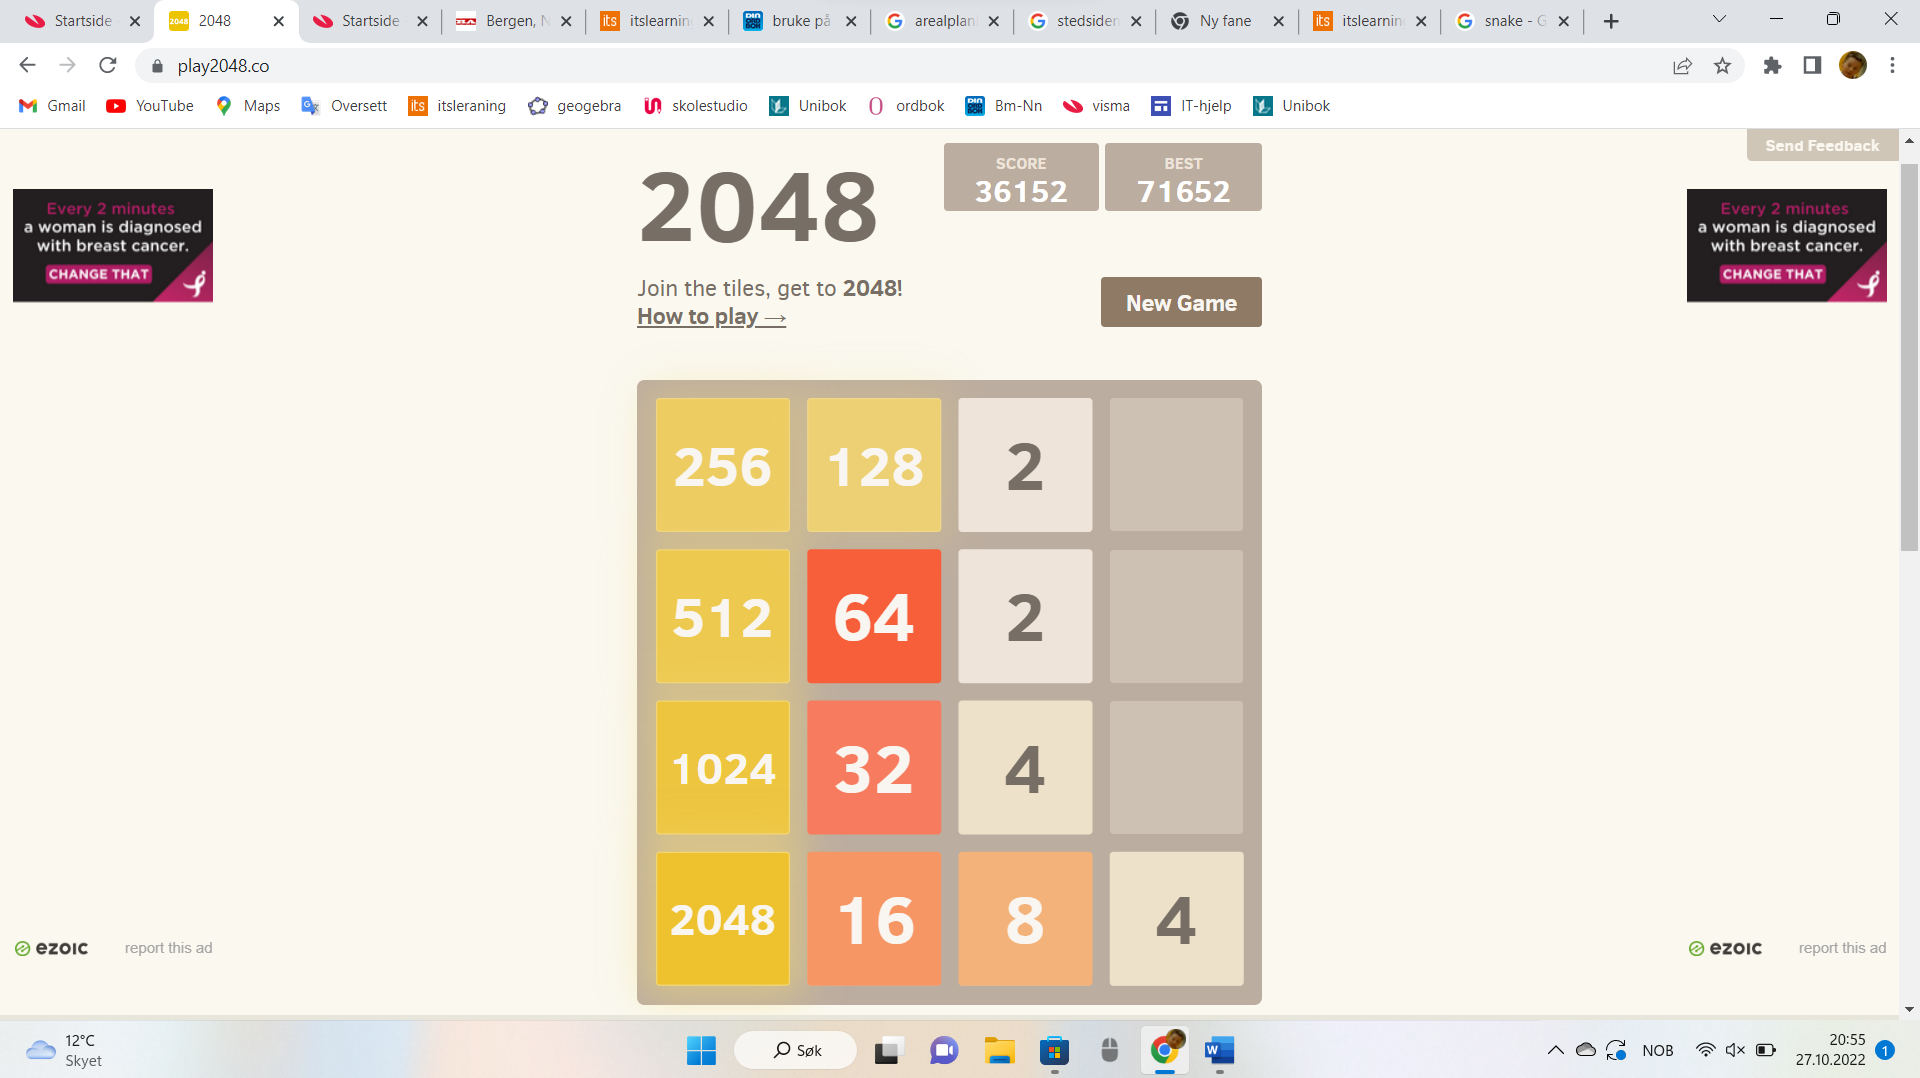 Startside
2048
Startside
Bergen, N
itslearnin
bruke på
arealplan
stedsiden
Ny fane
itslearnin
snake - G
play2048.co
Gmail
YouTube
Maps
Oversett
its
itsleraning
geogebra
skolestudio
Unibok
ordbok
Bm-Nn
visma
IT-hjelp
Unibok
Send Feedback
2048
SCORE
36152
BEST
71652
Every 2 minutes
a woman is diagnosed
with breast cancer.
CHANGE THAT
Every 2 minutes
a woman is diagnosed
with breast cancer.
CHANGE THAT
Join the tiles, get to 2048!
How to play →
New Game
256 128 2
512 64 2
1024 32 4
2048 16 8 4
ezoic
report this ad
ezoic
report this ad
12°C
Skyet
Søk
NOB
20:55
27.10.2022
1